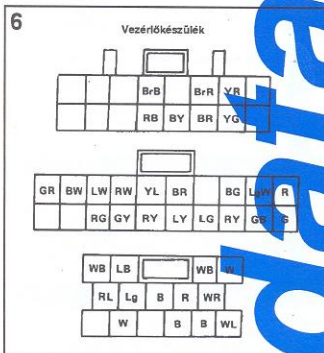 6
Vezérlőkészülék
BrB BrR YR
RB BY BR YG
GR BW LW RW YL BR BG LgW R
RG GY RY LY LG RY GB G
WB LB WB W
RL Lg B R WR
W B B WL
data